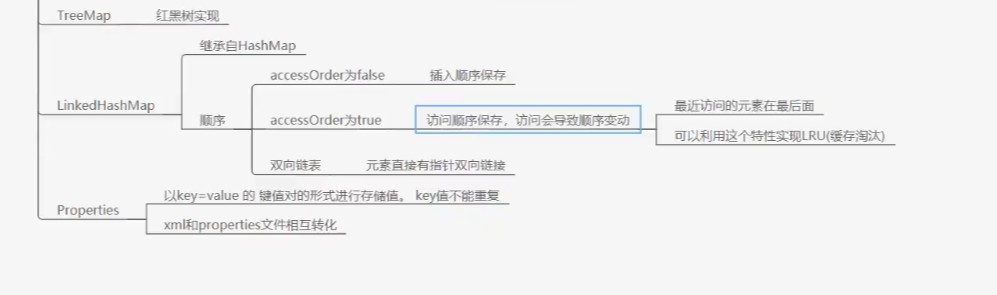 TreeMap
红黑树实现
LinkedHashMap
继承自HashMap
顺序
accessOrder为false
插入顺序保存
accessOrder为true
访问顺序保存，访问会导致顺序变动
最近访问的元素在最后面
可以利用这个特性实现LRU(缓存淘汰)
双向链表
元素直接有指针双向链接
Properties
以key=value 的 键值对的形式进行存储值。 key值不能重复
xml和properties文件相互转化